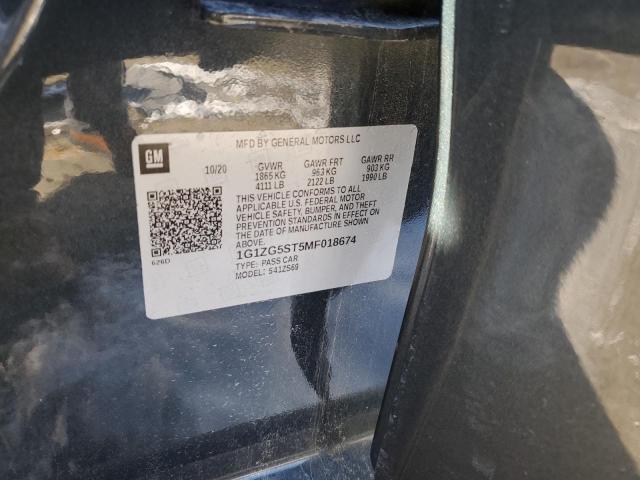 MFD BY GENERAL MOTORS LLC
GM
10/20 GVWR GAWR FRT GAWR RR
1865 KG 963 KG 903 KG
4111 LB 2122 LB 1990 LB
THIS VEHICLE CONFORMS TO ALL
APPLICABLE U.S. FEDERAL MOTOR
VEHICLE SAFETY, BUMPER, AND THEFT
PREVENTION STANDARDS IN EFFECT ON
THE DATE OF MANUFACTURE SHOWN
ABOVE.
626D
1G1ZG5ST5MF018674
TYPE: PASS CAR
MODEL: 541ZS69